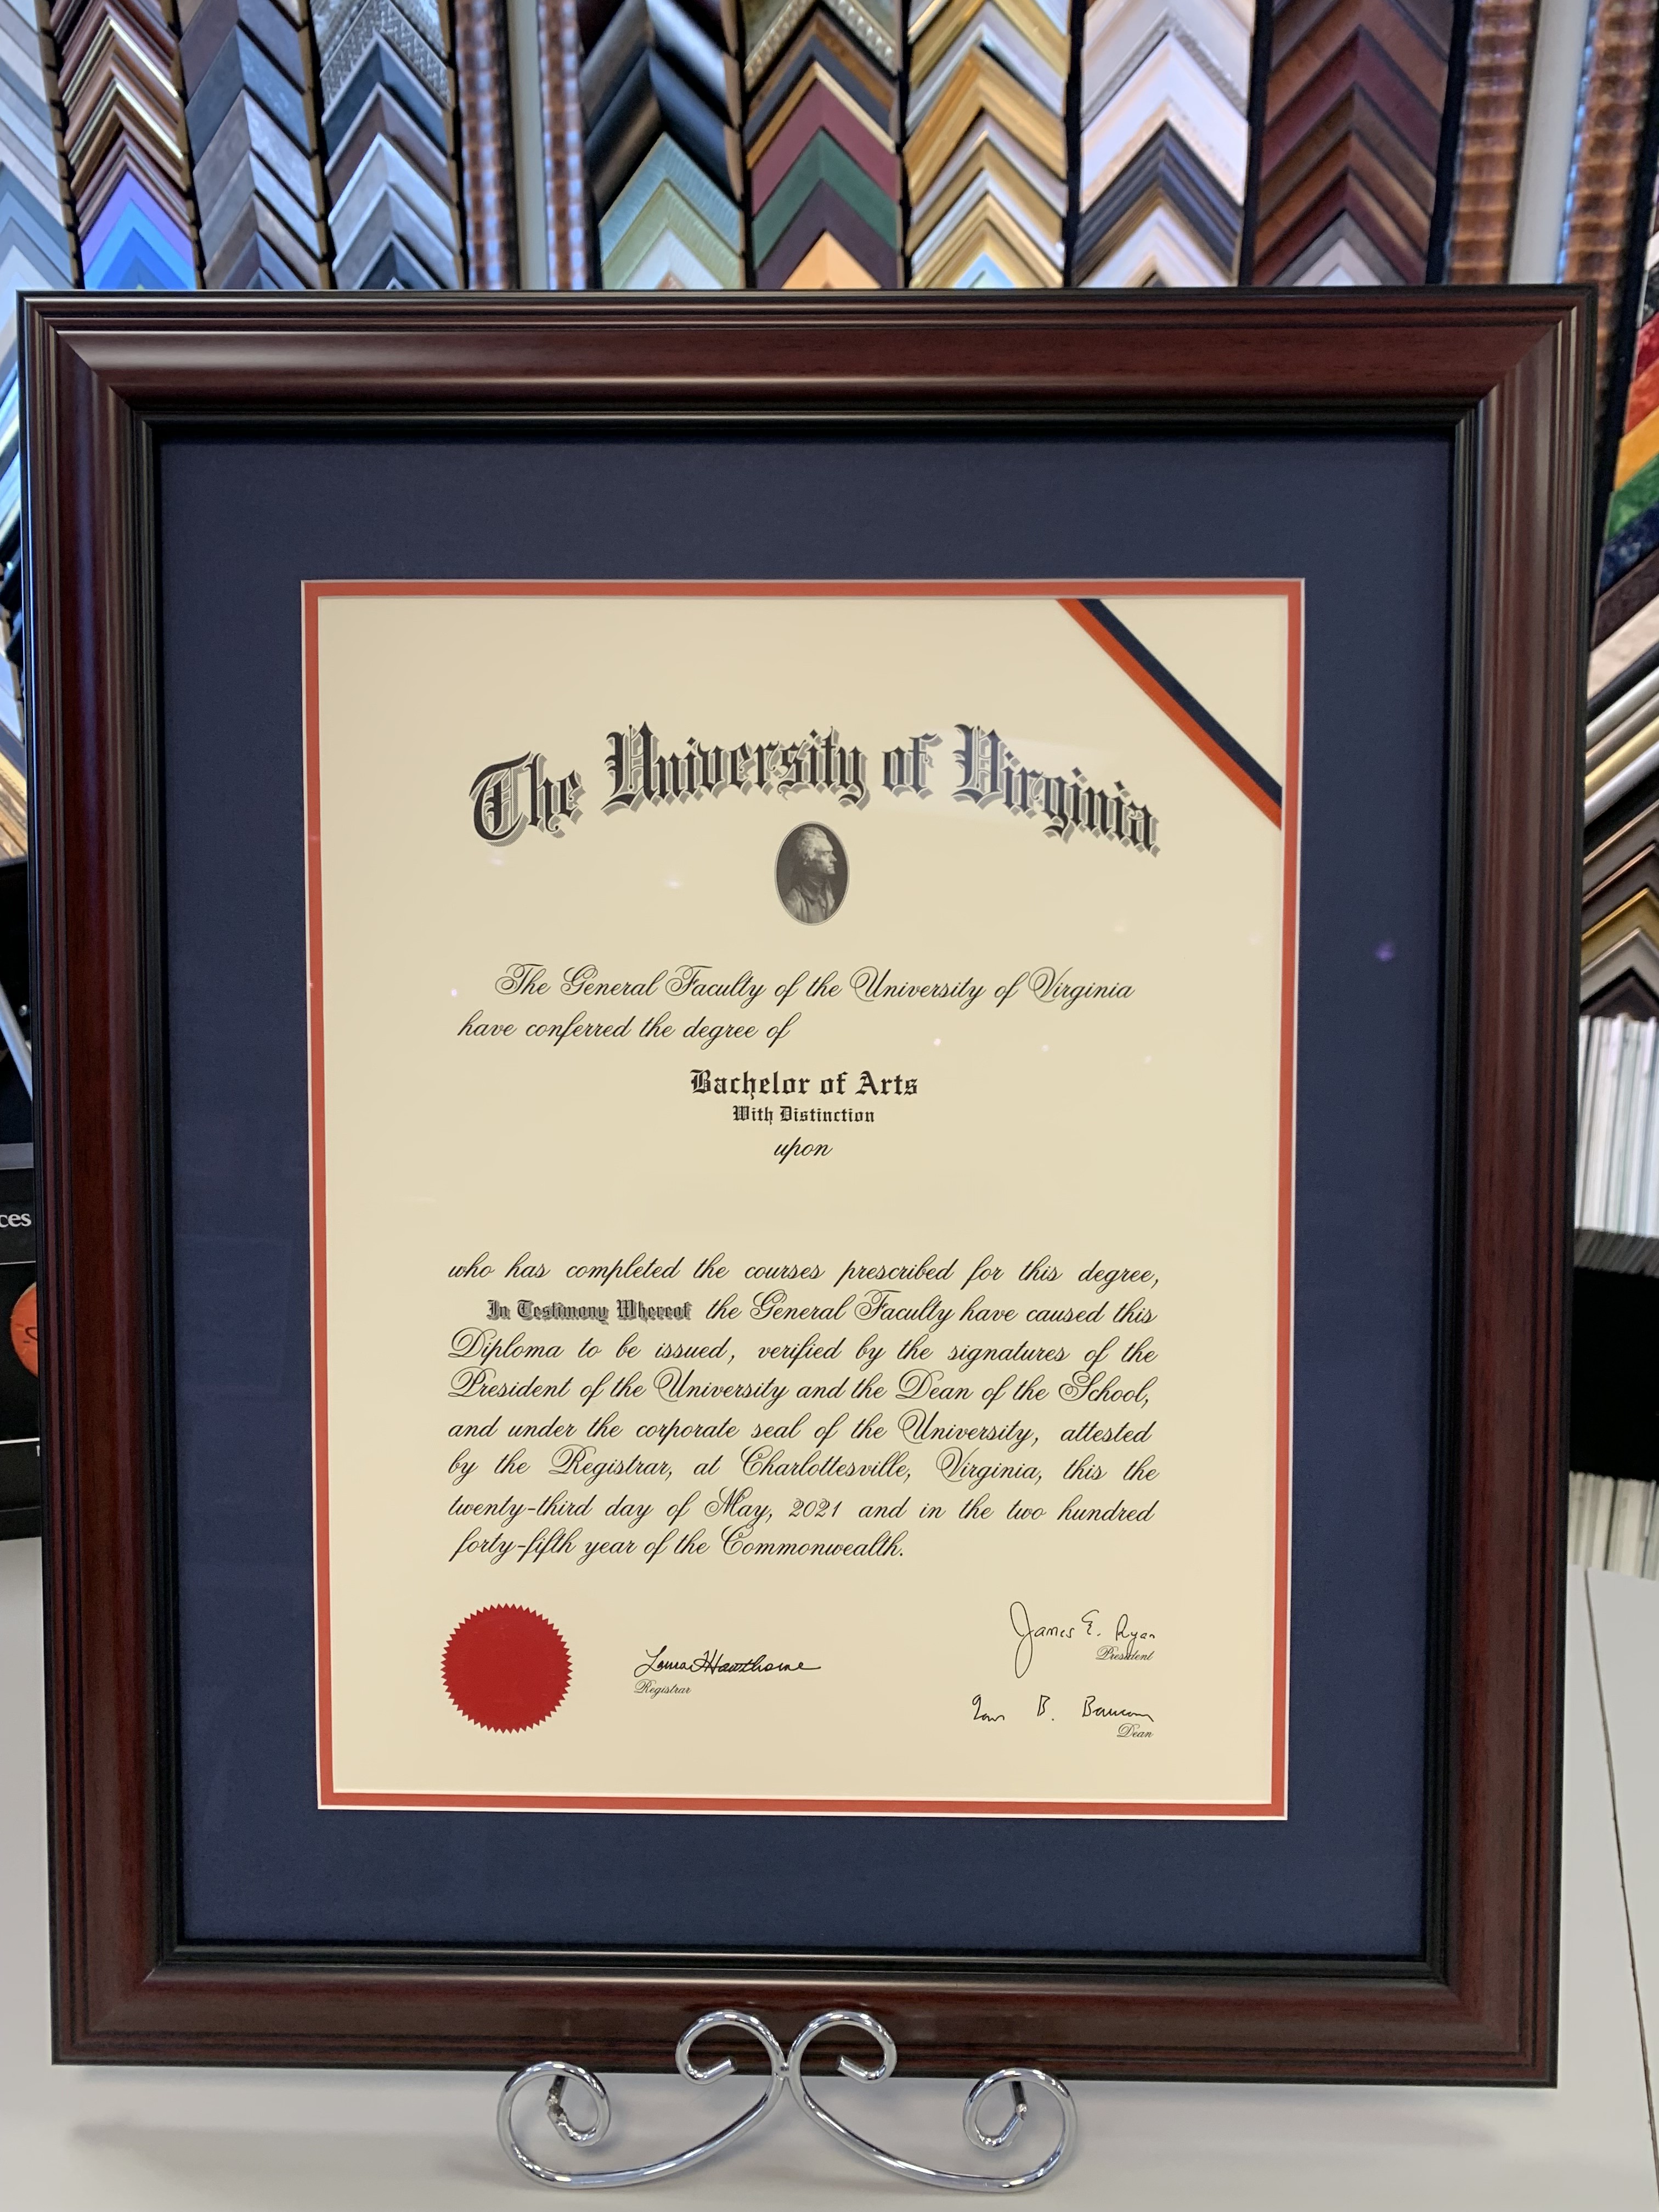 The University of Virginia
The General Faculty of the University of Virginia
have conferred the degree of
Bachelor of Arts
With Distinction
upon
who has completed the courses prescribed for this degree,
In Testimony Whereof the General Faculty have caused this
Diploma to be issued, verified by the signatures of the
President of the University and the Dean of the School,
and under the corporate seal of the University, attested
by the Registrar, at Charlottesville, Virginia, this the
twenty-third day of May, 2021 and in the two hundred
forty-fifth year of the Commonwealth.
James E. Ryan
President
Laura Hawthorne
Registrar
Ian B. Baucom
Dean
ces